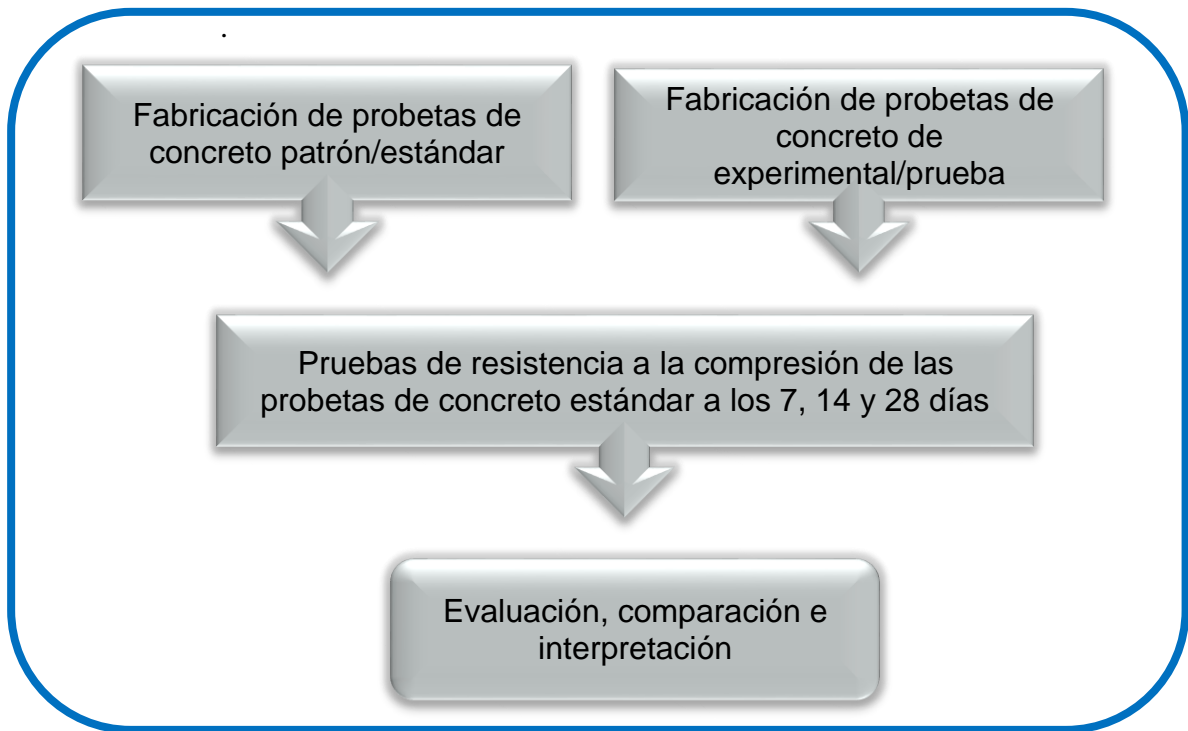 .
Fabricación de probetas de
concreto patrón/estándar
Fabricación de probetas de
concreto de
experimental/prueba
Pruebas de resistencia a la compresión de las
probetas de concreto estándar a los 7, 14 y 28 días
Evaluación, comparación e
interpretación